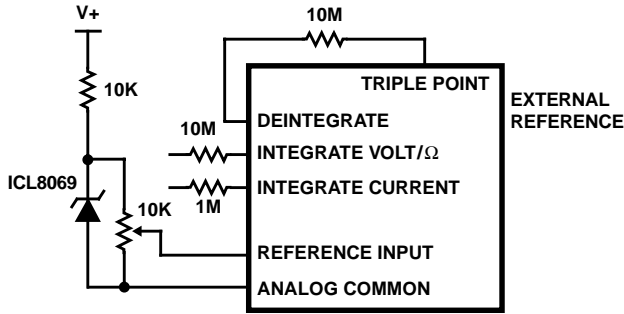 V+
10M
10K
TRIPLE POINT
EXTERNAL
REFERENCE
DEINTEGRATE
10M
INTEGRATE VOLT/Ω
ICL8069
INTEGRATE CURRENT
10K
1M
REFERENCE INPUT
ANALOG COMMON